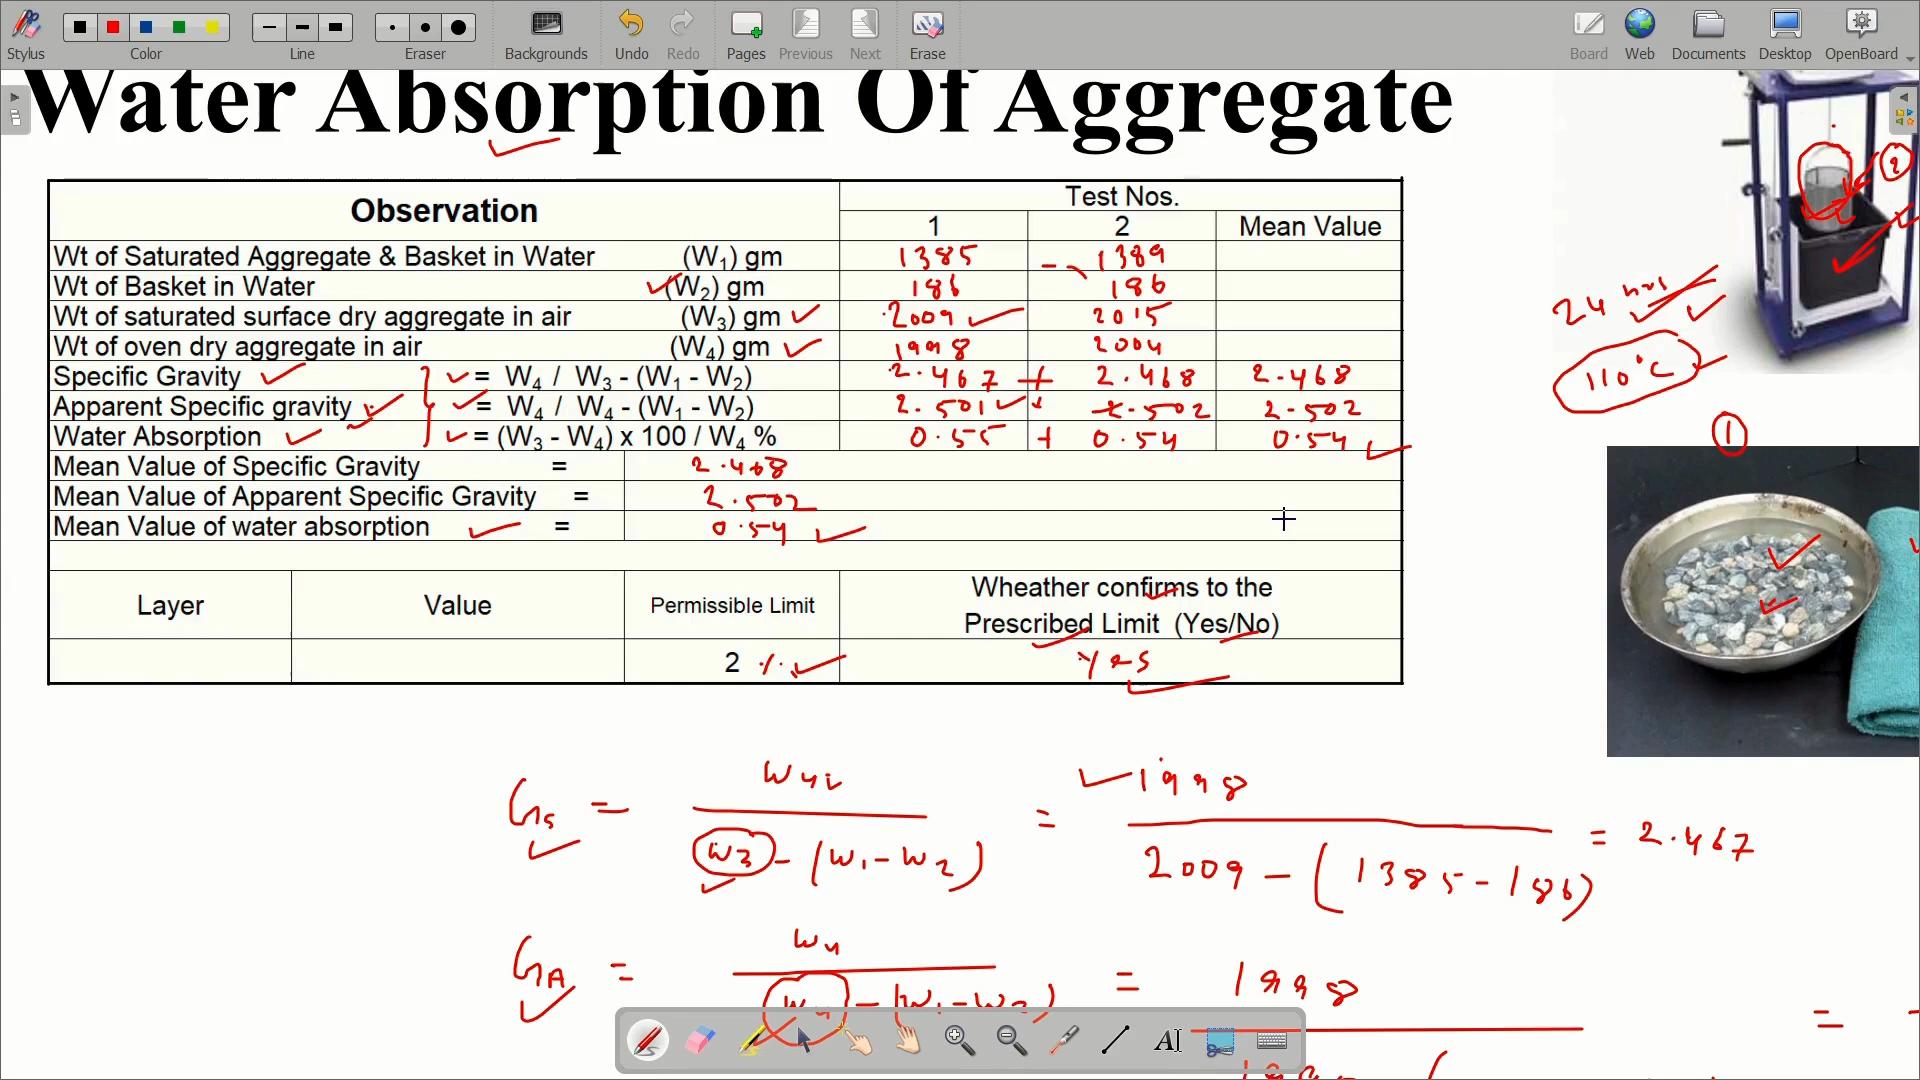 Stylus Color Line Eraser Backgrounds Undo Redo Pages Previous Next Erase Board Web Documents Desktop OpenBoard
Water Absorption Of Aggregate
Observation
Test Nos.
1 2 Mean Value
Wt of Saturated Aggregate & Basket in Water (W1) gm 1385 1389
Wt of Basket in Water (W2) gm 186 186
Wt of saturated surface dry aggregate in air (W3) gm 2009 2015
Wt of oven dry aggregate in air (W4) gm 1998 2004
Specific Gravity = W4 / W3 - (W1 - W2) 2.467 + 2.468 2.468
Apparent Specific gravity = W4 / W4 - (W1 - W2) 2.501 + 2.502 2.502
Water Absorption = (W3 - W4) x 100 / W4 % 0.55 + 0.54 0.54
Mean Value of Specific Gravity = 2.468
Mean Value of Apparent Specific Gravity = 2.502
Mean Value of water absorption = 0.54
Layer Value Permissible Limit Wheather confirms to the
Prescribed Limit (Yes/No)
2 % Yes
2
24 hrs
110°C
1
Gs = W4 / W3 - (W1 - W2) = 1998 / 2009 - (1385 - 186) = 2.467
GA = W4 / W4 - (W1 - W2) = 1998 =